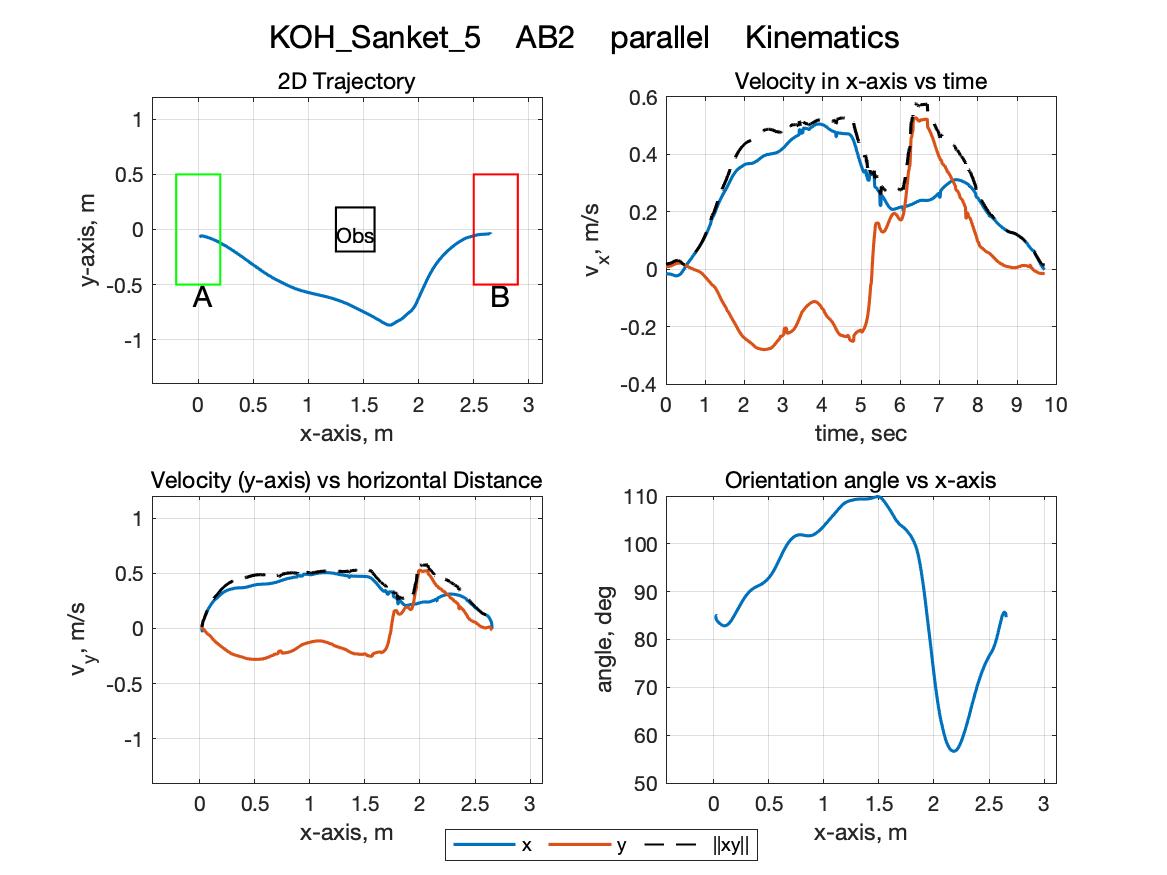 KOH_Sanket_5 AB2 parallel Kinematics
2D Trajectory
1
0.5
0
-0.5
-1
y-axis, m
Obs
A
B
0 0.5 1 1.5 2 2.5 3
x-axis, m
Velocity in x-axis vs time
0.6
0.4
0.2
0
-0.2
-0.4
vx, m/s
0 1 2 3 4 5 6 7 8 9 10
time, sec
Velocity (y-axis) vs horizontal Distance
1
0.5
0
-0.5
-1
vy, m/s
0 0.5 1 1.5 2 2.5 3
x-axis, m
Orientation angle vs x-axis
110
100
90
80
70
60
50
angle, deg
0 0.5 1 1.5 2 2.5 3
x-axis, m
x y ||xy||